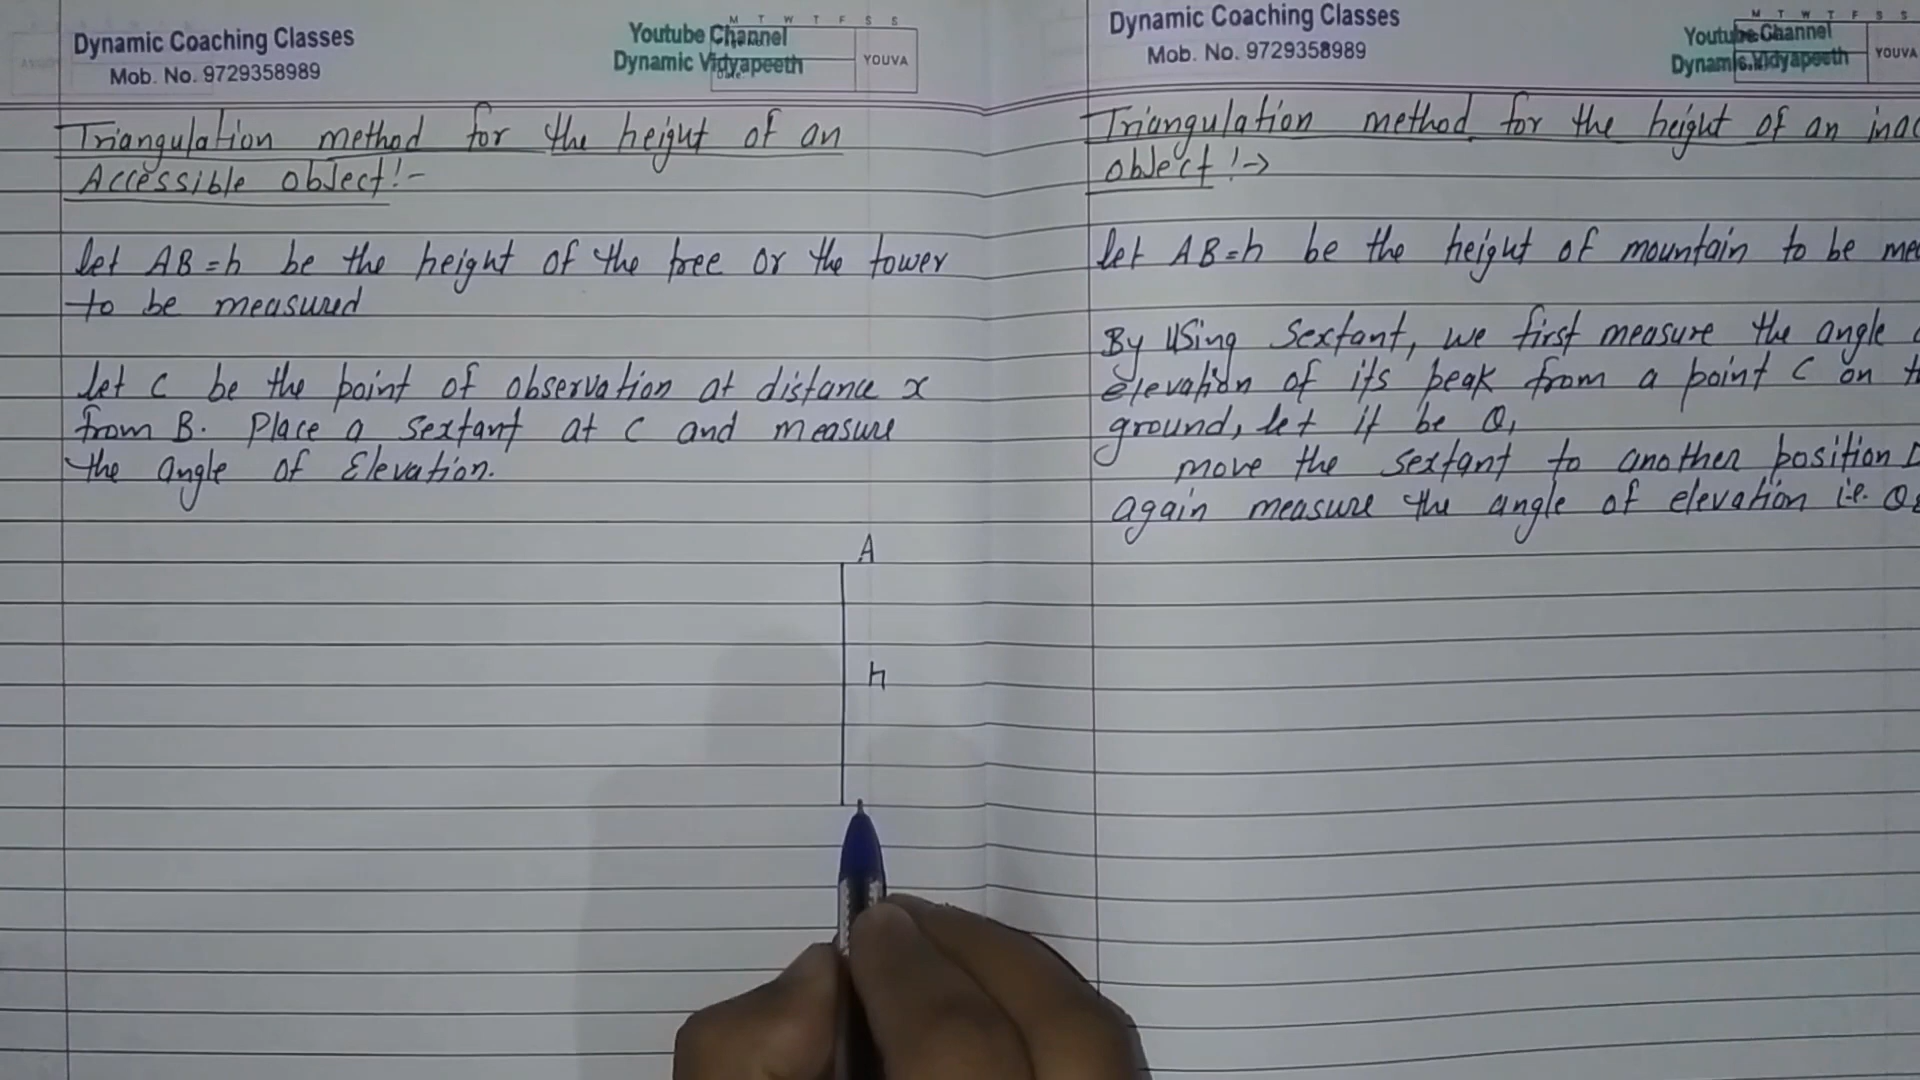 Dynamic Coaching Classes
Mob. No. 9729358989
Youtube Channel
Dynamic Vidyapeeth
M T W T F S S
YOUVA
Triangulation method for the height of an
Accessible object!-
let AB=h be the height of the tree or the tower
to be measured
let C be the point of observation at distance x
from B. Place a sextant at C and measure
the angle of Elevation.
A
h
Dynamic Coaching Classes
Mob. No. 9729358989
Youtube Channel
Dynamic Vidyapeeth
M T W T F S S
YOUVA
Triangulation method for the height of an
object!->
let AB=h be the height of mountain to be
By Using Sextant, we first measure the angle
elevation of its peak from a point C on
ground, let it be θ,
move the sextant to another position D
again measure the angle of elevation i.e. θ2